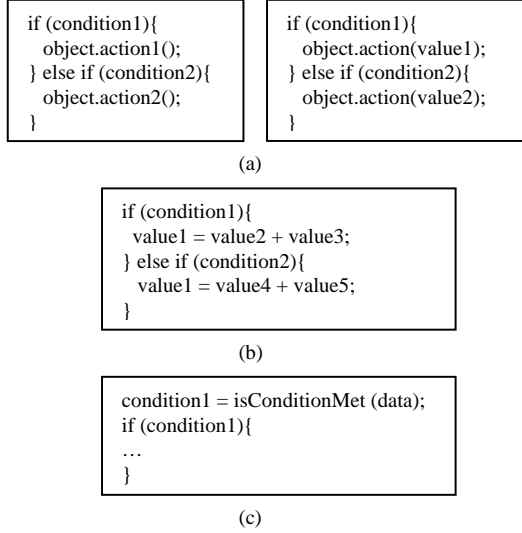 if (condition1){
object.action1();
} else if (condition2){
object.action2();
}
if (condition1){
object.action(value1);
} else if (condition2){
object.action(value2);
}
(a)
if (condition1){
value1 = value2 + value3;
} else if (condition2){
value1 = value4 + value5;
}
(b)
condition1 = isConditionMet (data);
if (condition1){
…
}
(c)